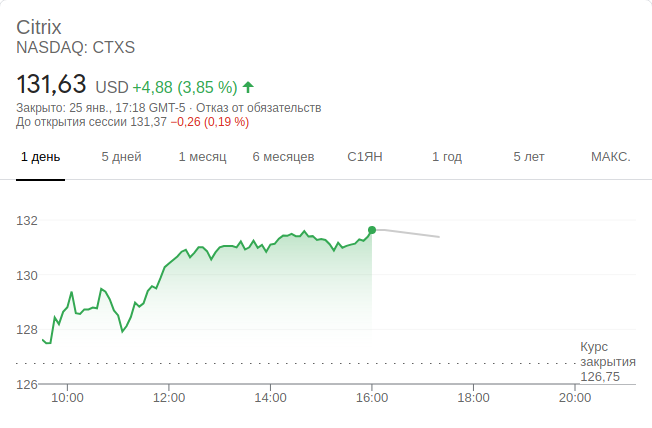 Citrix
NASDAQ: CTXS
131,63 USD +4,88 (3,85 %)
Закрыто: 25 янв., 17:18 GMT-5 · Отказ от обязательств
До открытия сессии 131,37 −0,26 (0,19 %)
1 день 5 дней 1 месяц 6 месяцев С1ЯН 1 год 5 лет МАКС.
132
130
128
Курс
закрытия
126,75
126
10:00 12:00 14:00 16:00 18:00 20:00